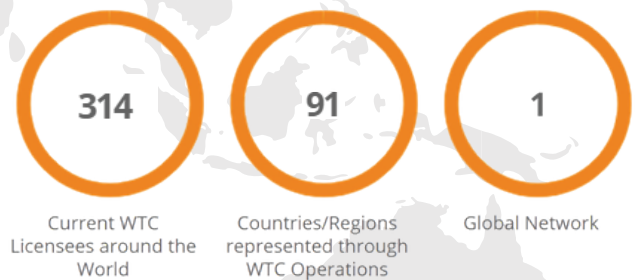 314
Current WTC
Licensees around the
World
91
Countries/Regions
represented through
WTC Operations
1
Global Network